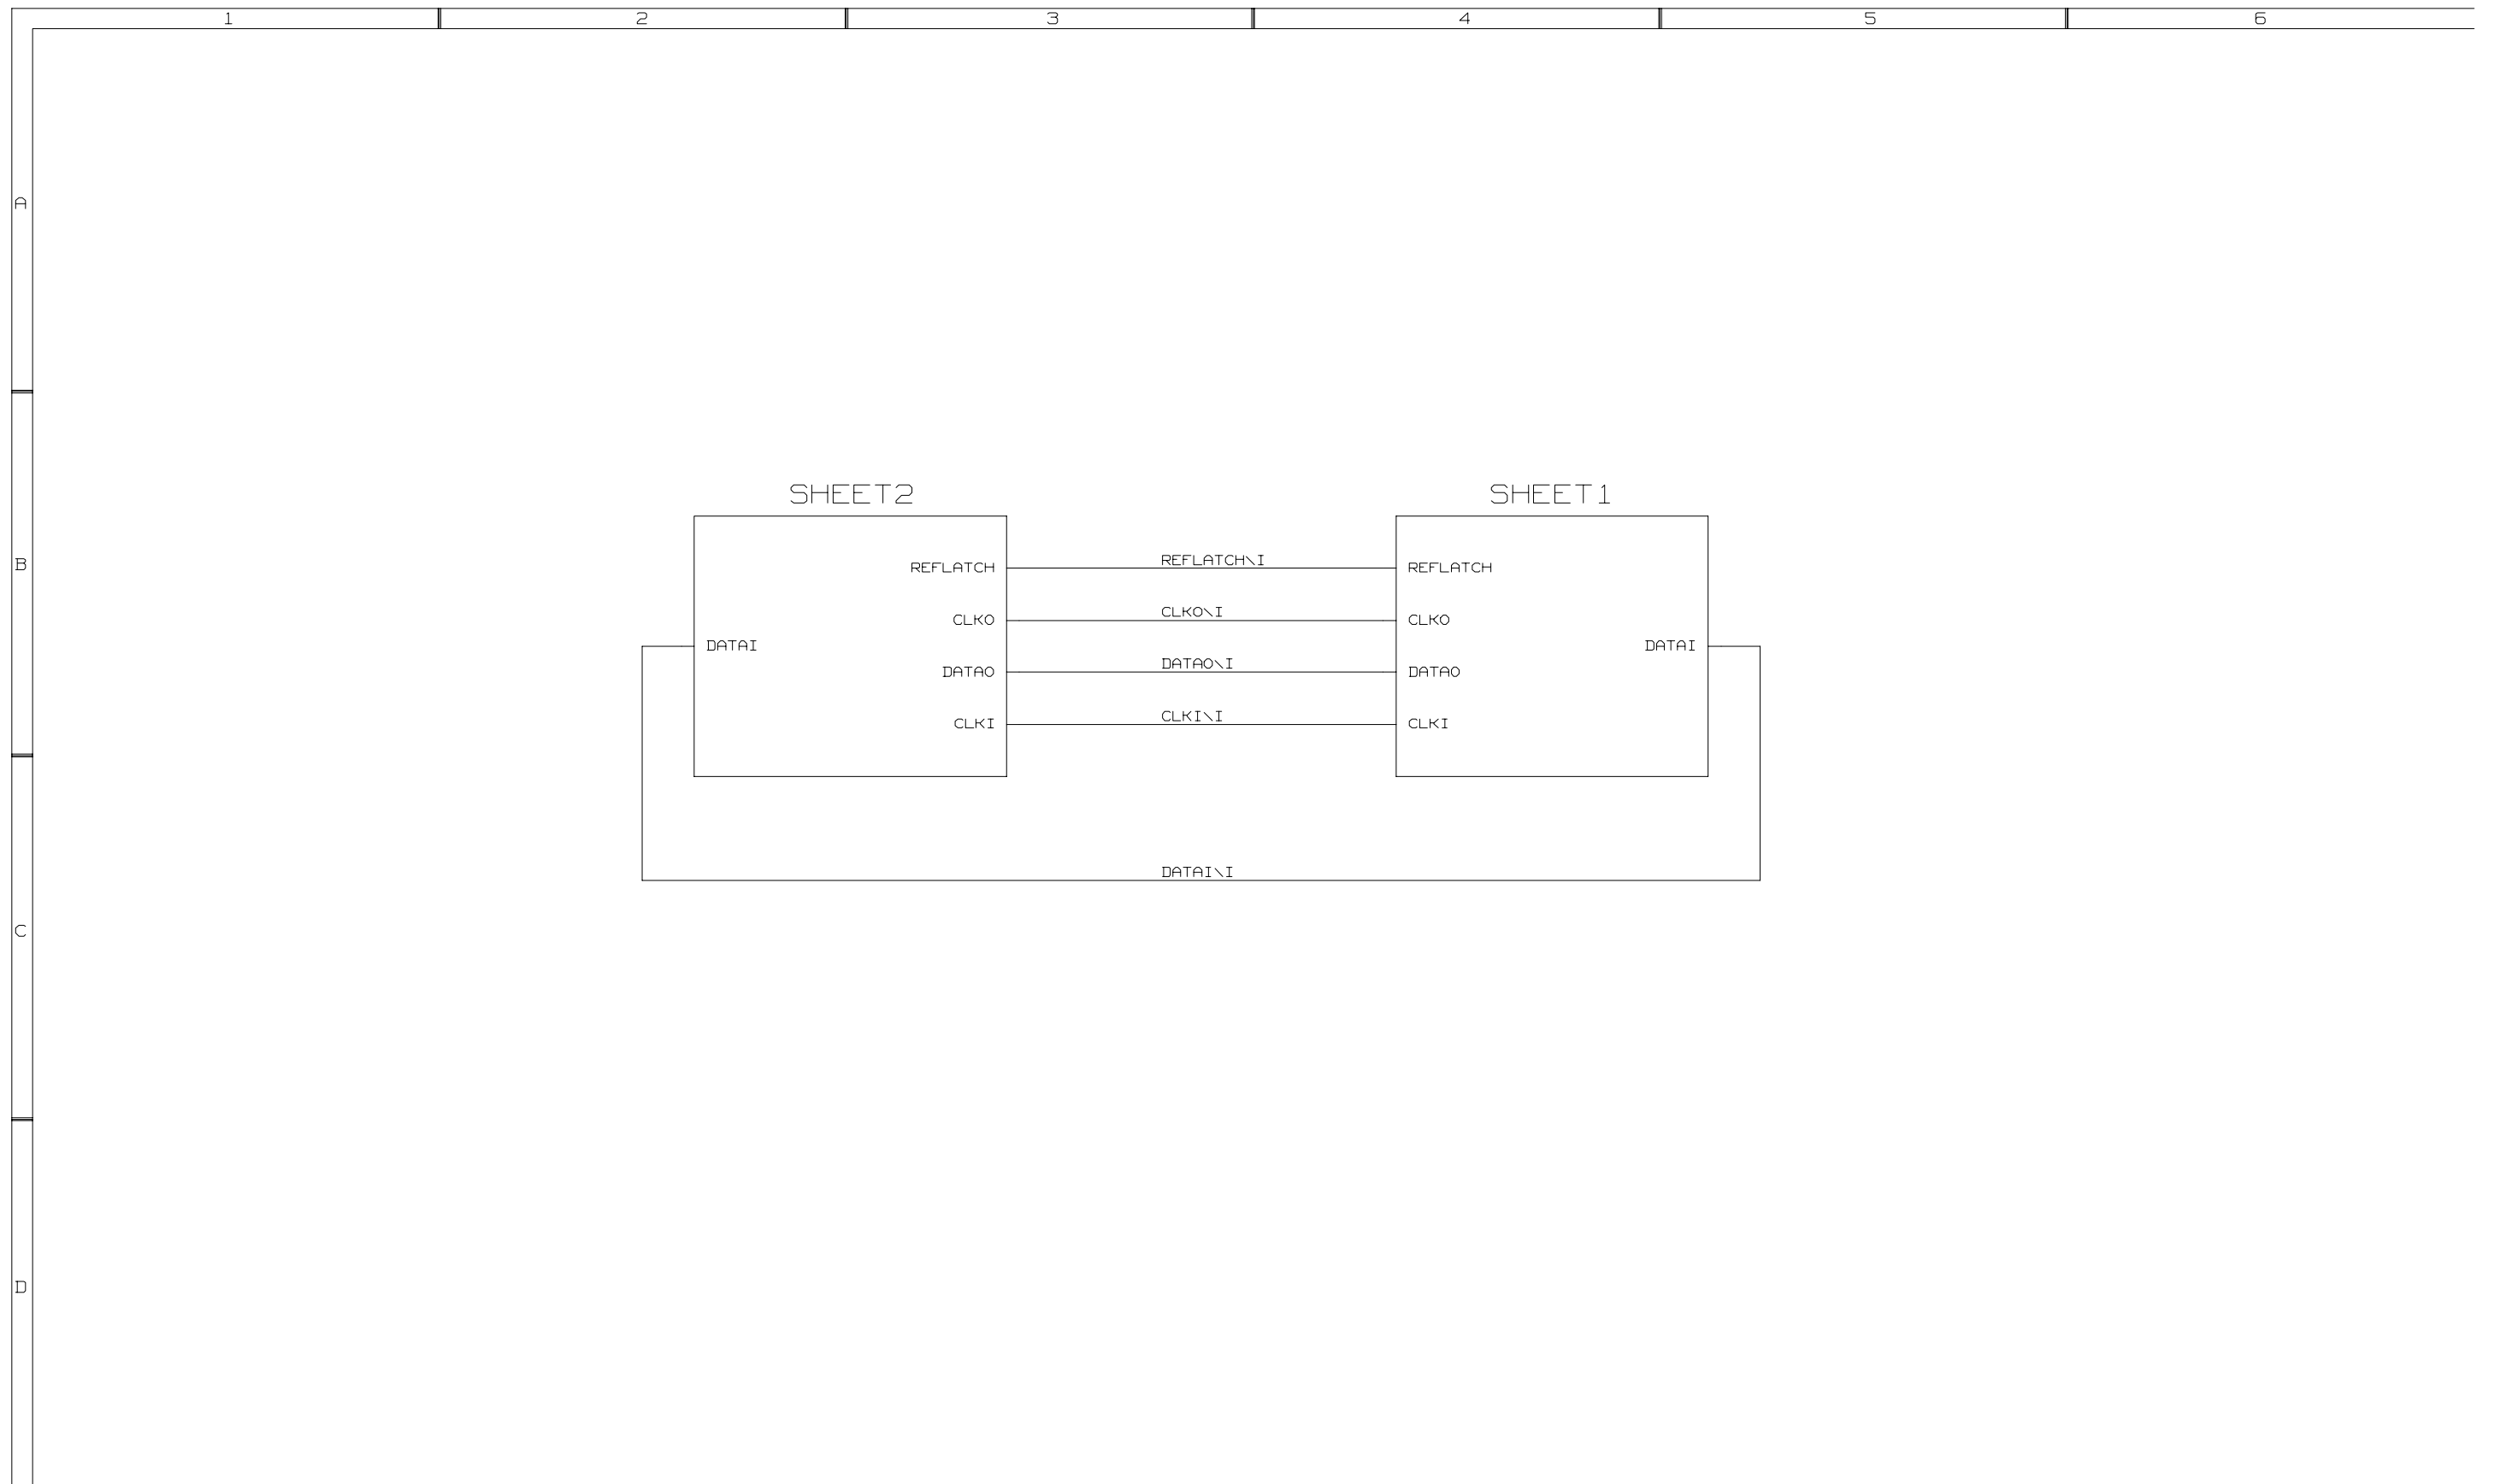 1 2 3 4 5 6
A
SHEET2 SHEET1
B
REFLATCH REFLATCH\I REFLATCH
CLKO CLKO\I CLKO
DATAI DATAI
DATAO DATAO\I DATAO
CLKI CLKI\I CLKI
DATAI\I
C
D